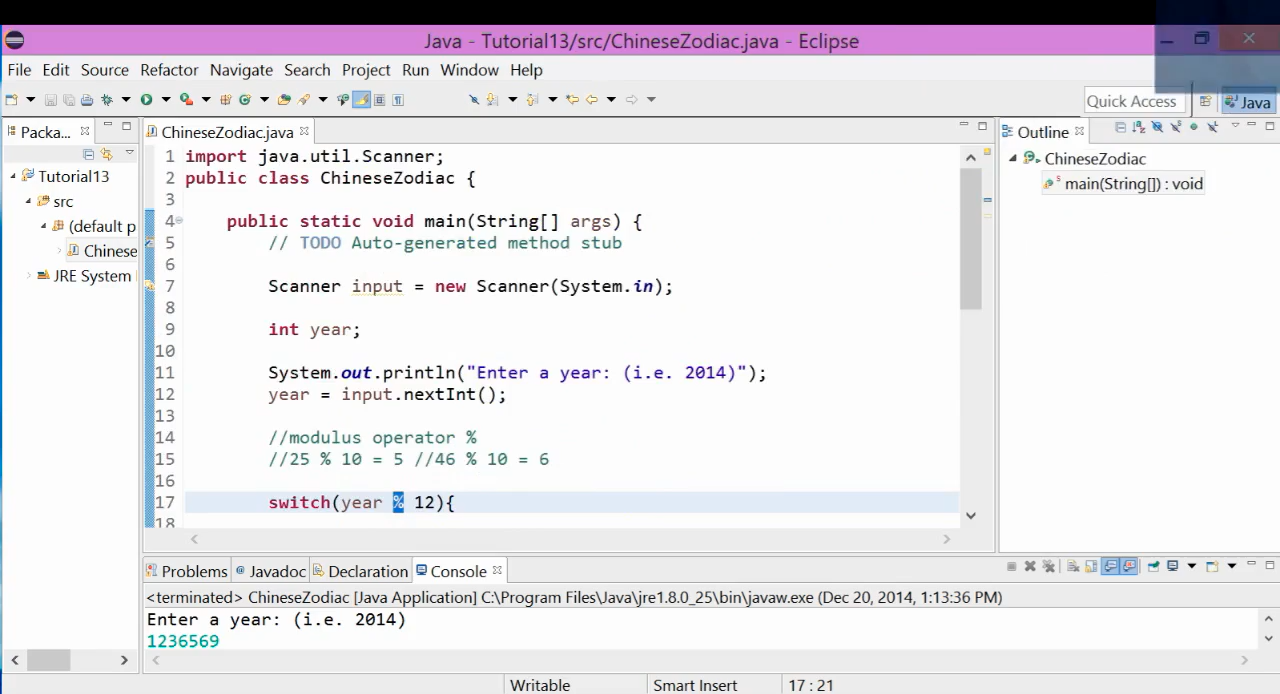 Java - Tutorial13/src/ChineseZodiac.java - Eclipse
File Edit Source Refactor Navigate Search Project Run Window Help
Quick Access
Java
Packa...
ChineseZodiac.java
Outline
Tutorial13
src
(default p
Chinese
JRE System
ChineseZodiac
main(String[]) : void
1 import java.util.Scanner;
2 public class ChineseZodiac {
3
4 public static void main(String[] args) {
5 // TODO Auto-generated method stub
6
7 Scanner input = new Scanner(System.in);
8
9 int year;
10
11 System.out.println("Enter a year: (i.e. 2014)");
12 year = input.nextInt();
13
14 //modulus operator %
15 //25 % 10 = 5 //46 % 10 = 6
16
17 switch(year % 12){
18
Problems @ Javadoc Declaration Console
<terminated> ChineseZodiac [Java Application] C:\Program Files\Java\jre1.8.0_25\bin\javaw.exe (Dec 20, 2014, 1:13:36 PM)
Enter a year: (i.e. 2014)
1236569
Writable Smart Insert 17 : 21